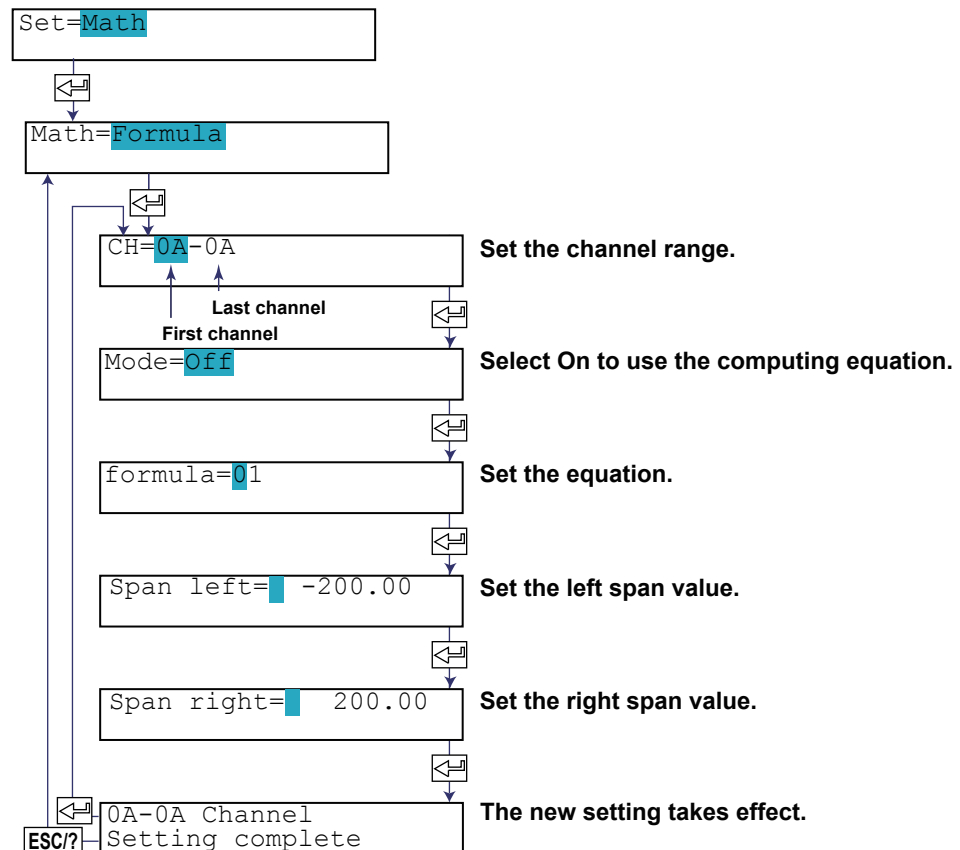 Set=Math
Math=Formula
CH=0A-0A
Set the channel range.
Last channel
First channel
Mode=Off
Select On to use the computing equation.
formula=01
Set the equation.
Span left= -200.00
Set the left span value.
Span right= 200.00
Set the right span value.
0A-0A Channel
The new setting takes effect.
ESC/?
Setting complete